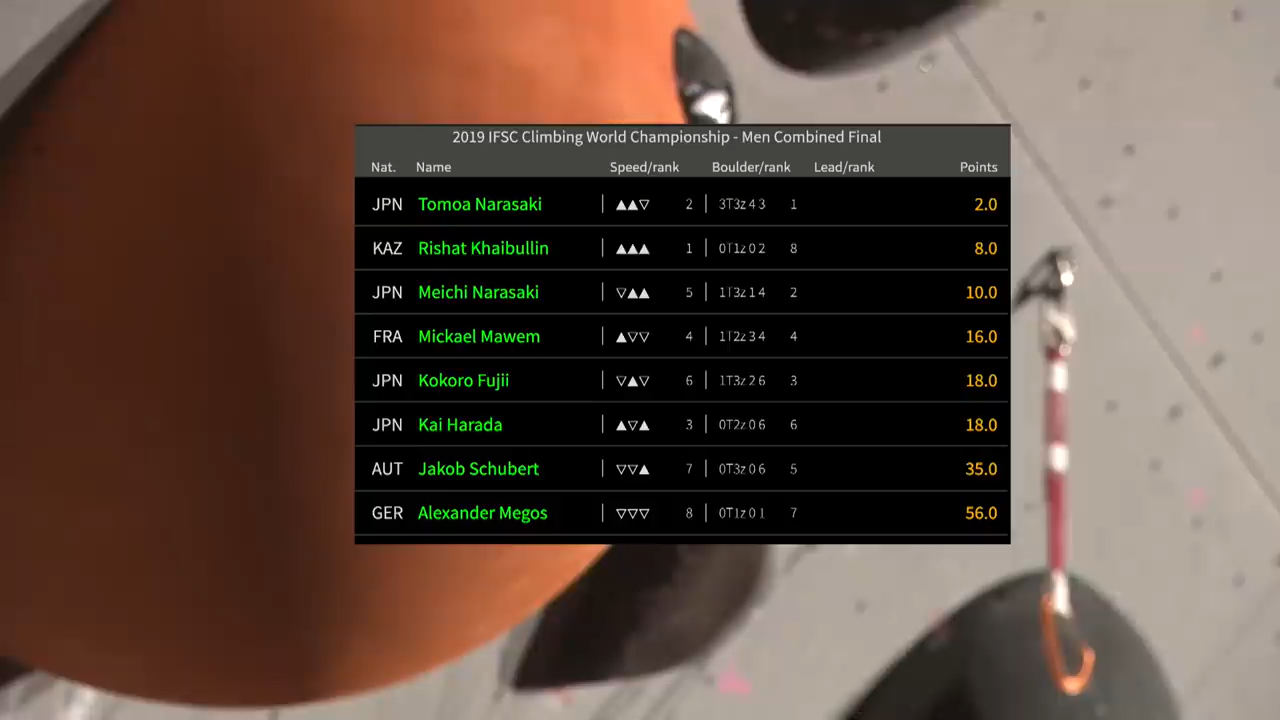 2019 IFSC Climbing World Championship - Men Combined Final
Nat. Name Speed/rank Boulder/rank Lead/rank Points
JPN Tomoa Narasaki | ▲▲▽ 2 | 3T3z 4 3 1 2.0
KAZ Rishat Khaibullin | ▲▲▲ 1 | 0T1z 0 2 8 8.0
JPN Meichi Narasaki | ▽▲▲ 5 | 1T3z 1 4 2 10.0
FRA Mickael Mawem | ▲▽▽ 4 | 1T2z 3 4 4 16.0
JPN Kokoro Fujii | ▽▲▽ 6 | 1T3z 2 6 3 18.0
JPN Kai Harada | ▲▽▲ 3 | 0T2z 0 6 6 18.0
AUT Jakob Schubert | ▽▽▲ 7 | 0T3z 0 6 5 35.0
GER Alexander Megos | ▽▽▽ 8 | 0T1z 0 1 7 56.0